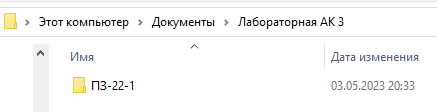 Этот компьютер > Документы > Лабораторная АК 3
Имя Дата изменения
ПЗ-22-1 03.05.2023 20:33